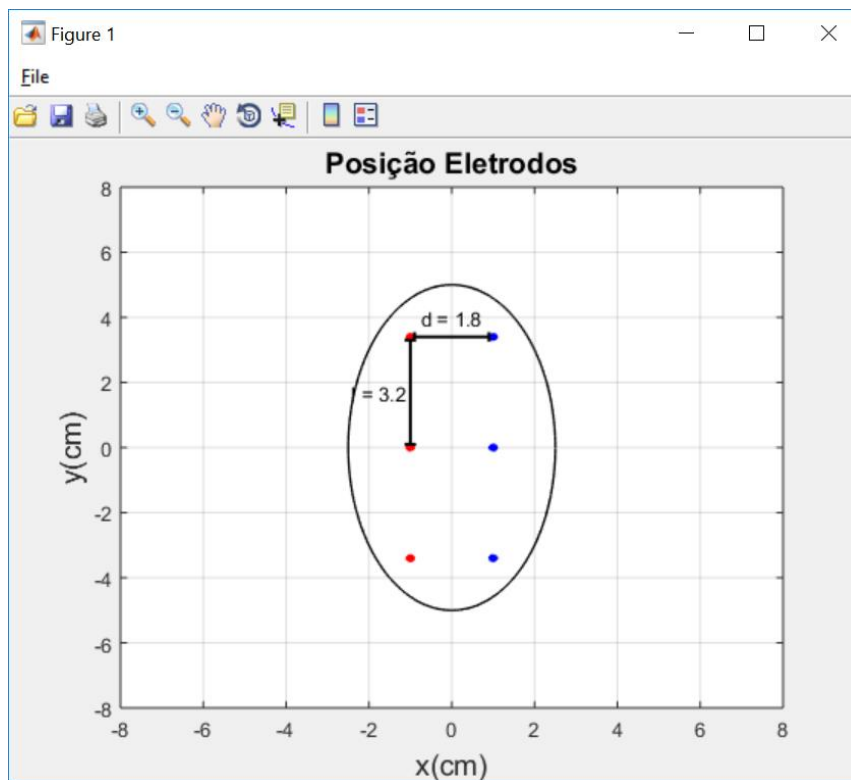 Figure 1
File
Posição Eletrodos
8
6
4
2
0
-2
-4
-6
-8
d = 1.8
l = 3.2
y(cm)
-8 -6 -4 -2 0 2 4 6 8
x(cm)